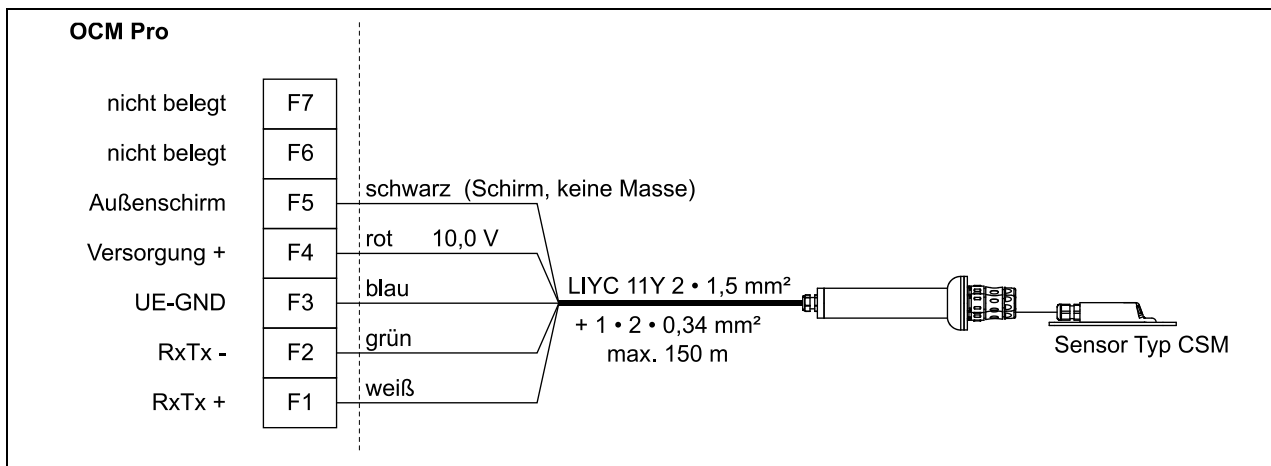 OCM Pro
nicht belegt F7
nicht belegt F6
Außenschirm F5 schwarz (Schirm, keine Masse)
Versorgung + F4 rot 10,0 V
UE-GND F3 blau
LIYC 11Y 2 • 1,5 mm²
+ 1 • 2 • 0,34 mm²
max. 150 m
RxTx - F2 grün
RxTx + F1 weiß
Sensor Typ CSM